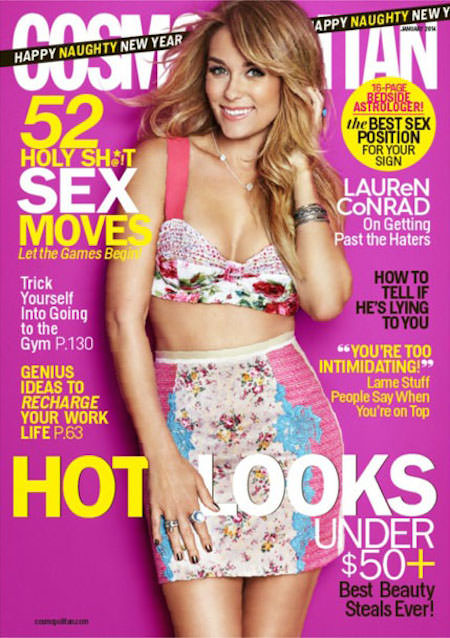 HAPPY NAUGHTY NEW YEAR
APPY NAUGHTY NEW Y
COSM ITAN
JANUARY 2014
52
HOLY SH*!T
SEX
MOVES
Let the Games Begin!
Trick
Yourself
Into Going
to the
Gym P.130
GENIUS
IDEAS TO
RECHARGE
YOUR WORK
LIFE P.63
16-PAGE
BEDSIDE
ASTROLOGER!
the BEST SEX
POSITION
FOR YOUR
SIGN
LAUReN
CoNRAD
On Getting
Past the Haters
HOW TO
TELL IF
HE'S LYING
TO YOU
“YOU'RE TOO
INTIMIDATING!”
Lame Stuff
People Say When
You're on Top
HOT LOOKS
UNDER
$50+
Best Beauty
Steals Ever!
cosmopolitan.com